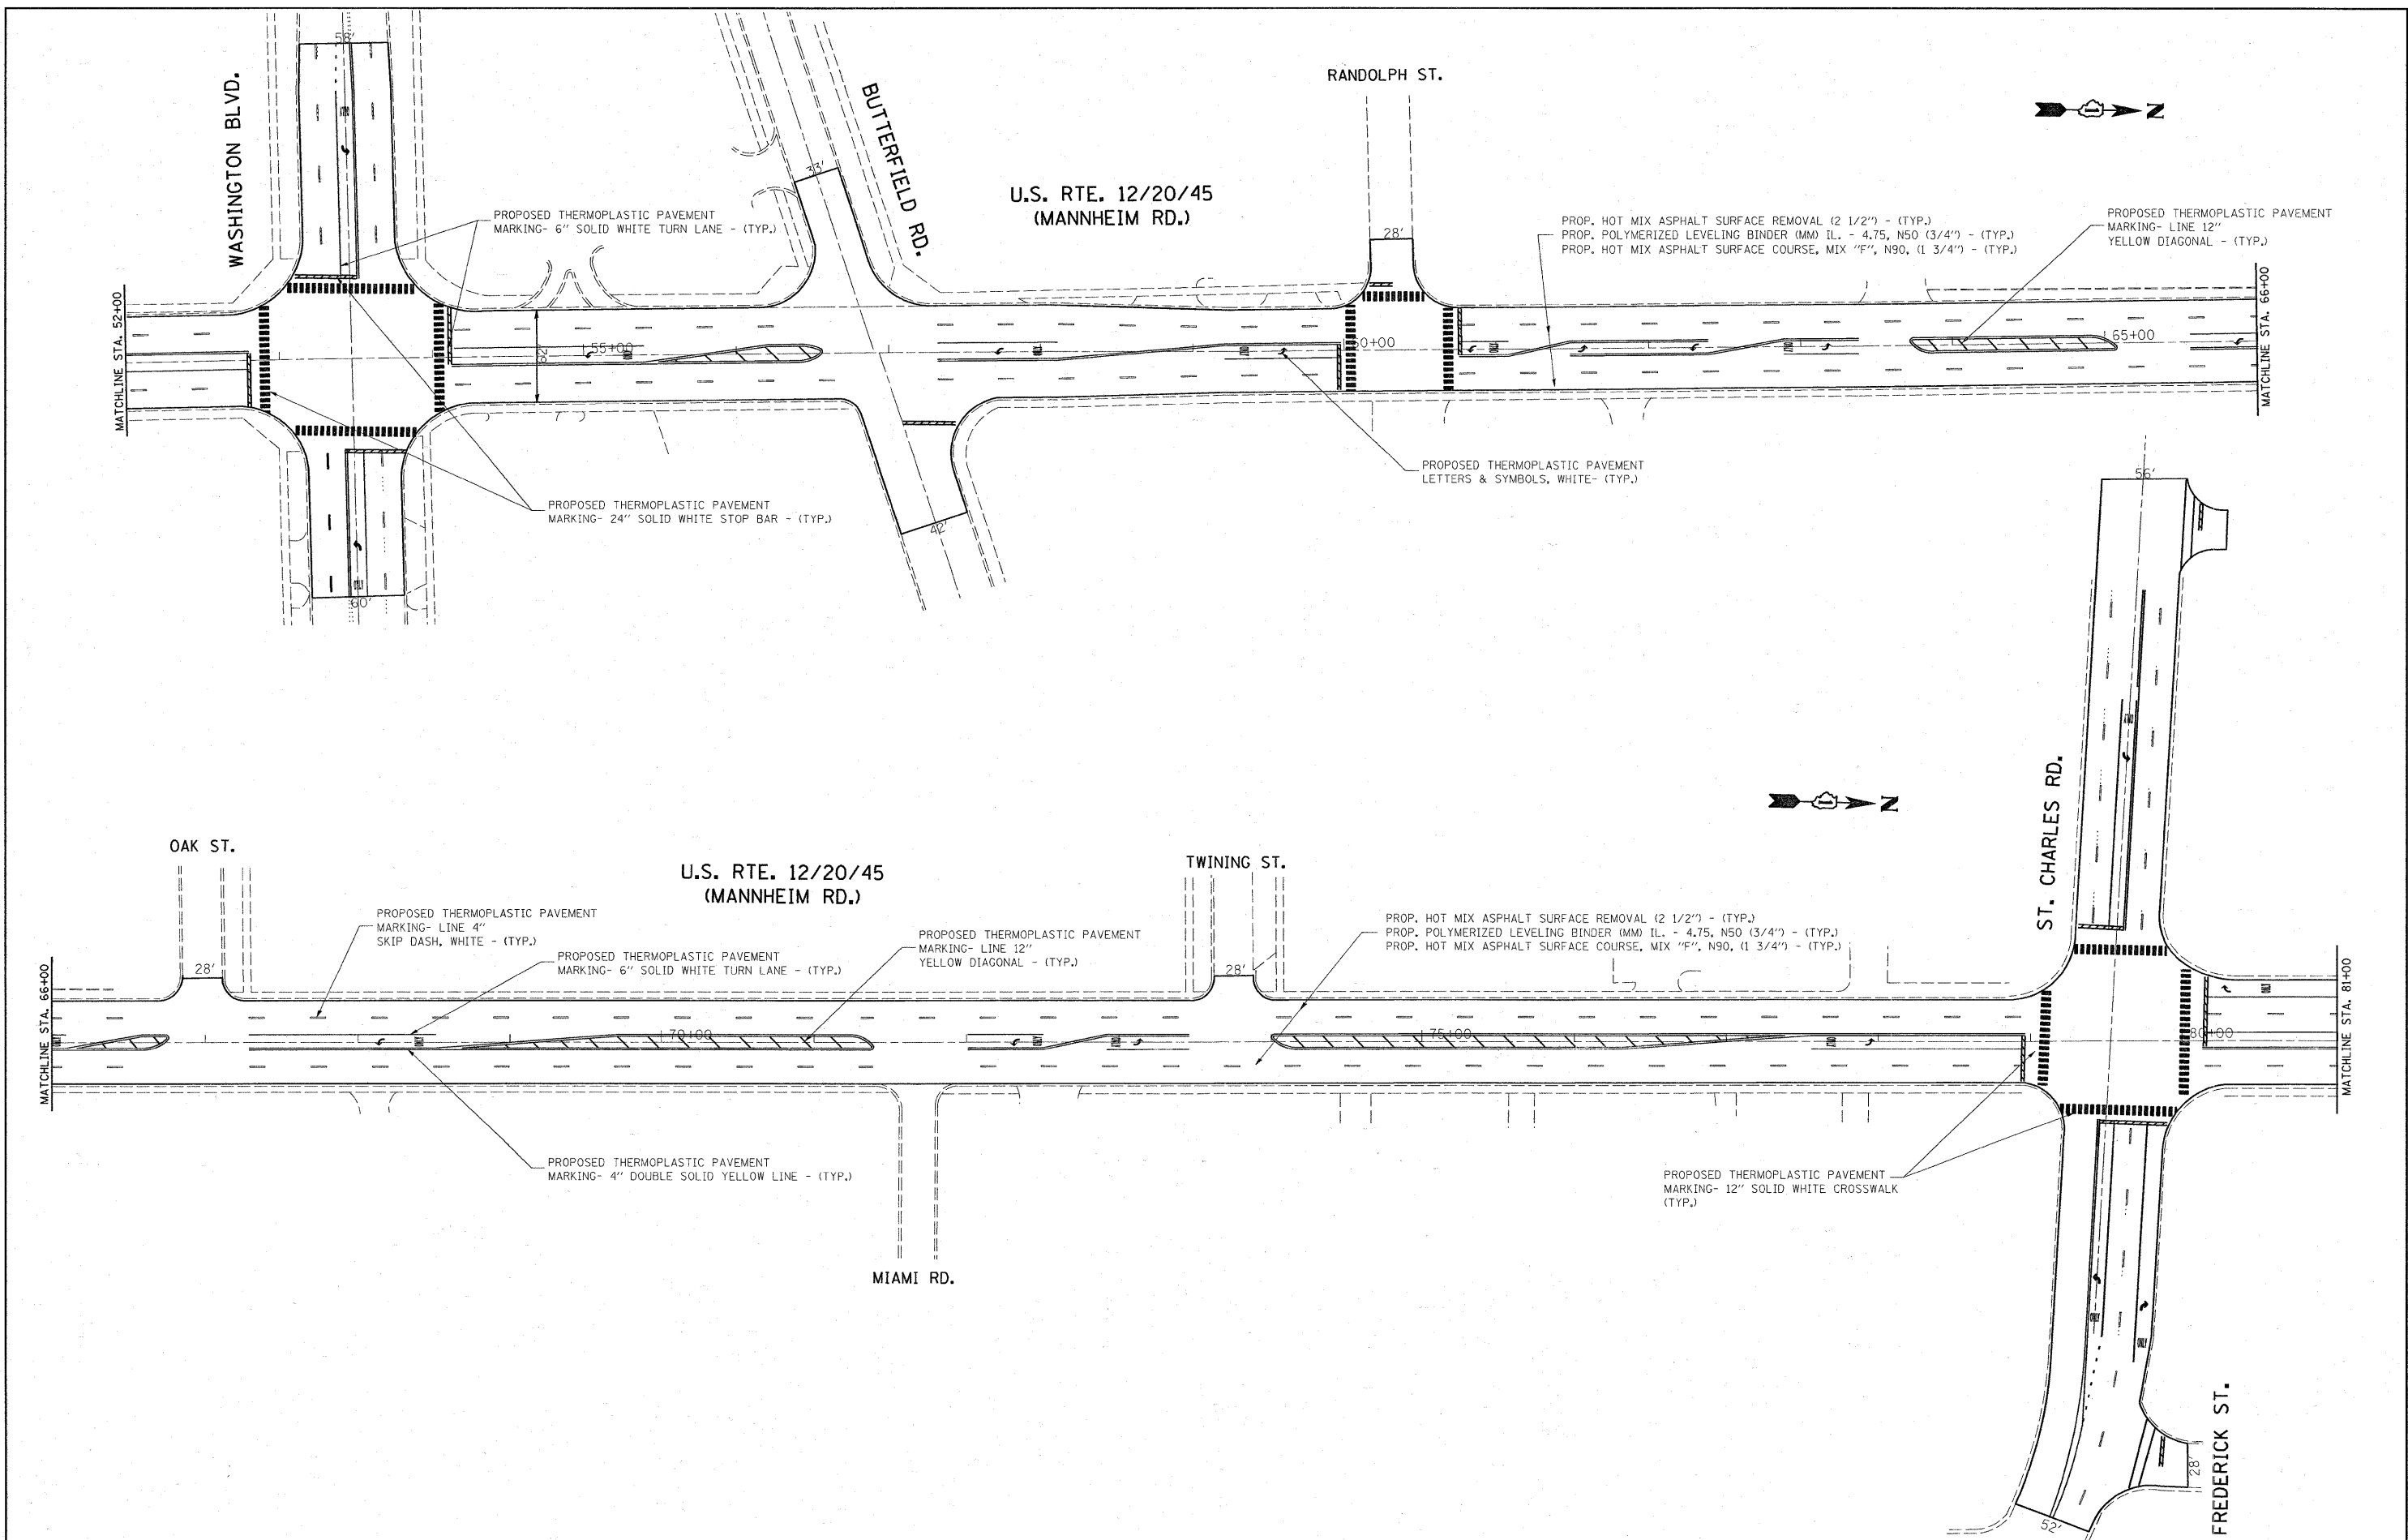 WASHINGTON BLVD.
58'
BUTTERFIELD RD.
33'
RANDOLPH ST.
N
U.S. RTE. 12/20/45
(MANNHEIM RD.)
PROPOSED THERMOPLASTIC PAVEMENT
MARKING- 6" SOLID WHITE TURN LANE - (TYP.)
28'
PROP. HOT MIX ASPHALT SURFACE REMOVAL (2 1/2") - (TYP.)
PROP. POLYMERIZED LEVELING BINDER (MM) IL. - 4.75, N50 (3/4") - (TYP.)
PROP. HOT MIX ASPHALT SURFACE COURSE, MIX "F", N90, (1 3/4") - (TYP.)
PROPOSED THERMOPLASTIC PAVEMENT
MARKING- LINE 12"
YELLOW DIAGONAL - (TYP.)
MATCHLINE STA. 52+00
55+00
62'
60+00
65+00
MATCHLINE STA. 66+00
PROPOSED THERMOPLASTIC PAVEMENT
LETTERS & SYMBOLS, WHITE- (TYP.)
PROPOSED THERMOPLASTIC PAVEMENT
MARKING- 24" SOLID WHITE STOP BAR - (TYP.)
42'
60'
56'
ST. CHARLES RD.
N
OAK ST.
U.S. RTE. 12/20/45
(MANNHEIM RD.)
TWINING ST.
PROPOSED THERMOPLASTIC PAVEMENT
MARKING- LINE 4"
SKIP DASH, WHITE - (TYP.)
PROPOSED THERMOPLASTIC PAVEMENT
MARKING- 6" SOLID WHITE TURN LANE - (TYP.)
PROPOSED THERMOPLASTIC PAVEMENT
MARKING- LINE 12"
YELLOW DIAGONAL - (TYP.)
PROP. HOT MIX ASPHALT SURFACE REMOVAL (2 1/2") - (TYP.)
PROP. POLYMERIZED LEVELING BINDER (MM) IL. - 4.75, N50 (3/4") - (TYP.)
PROP. HOT MIX ASPHALT SURFACE COURSE, MIX "F", N90, (1 3/4") - (TYP.)
28'
28'
MATCHLINE STA. 66+00
70+00
75+00
80+00
MATCHLINE STA. 81+00
PROPOSED THERMOPLASTIC PAVEMENT
MARKING- 4" DOUBLE SOLID YELLOW LINE - (TYP.)
PROPOSED THERMOPLASTIC PAVEMENT
MARKING- 12" SOLID WHITE CROSSWALK
(TYP.)
MIAMI RD.
FREDERICK ST.
28'
52'